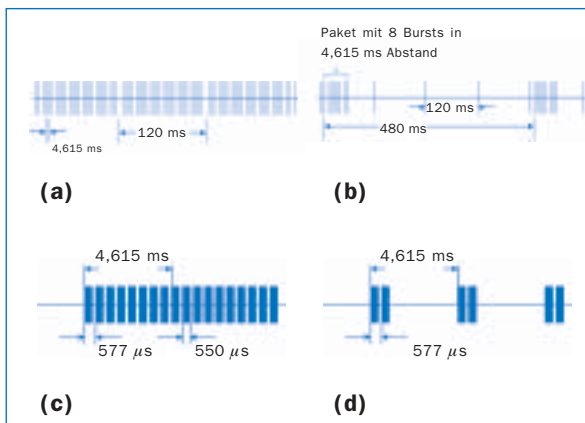 Paket mit 8 Bursts in
4,615 ms Abstand
120 ms
4,615 ms
120 ms
480 ms
(a)
(b)
4,615 ms
4,615 ms
577 μs
550 μs
577 μs
(c)
(d)